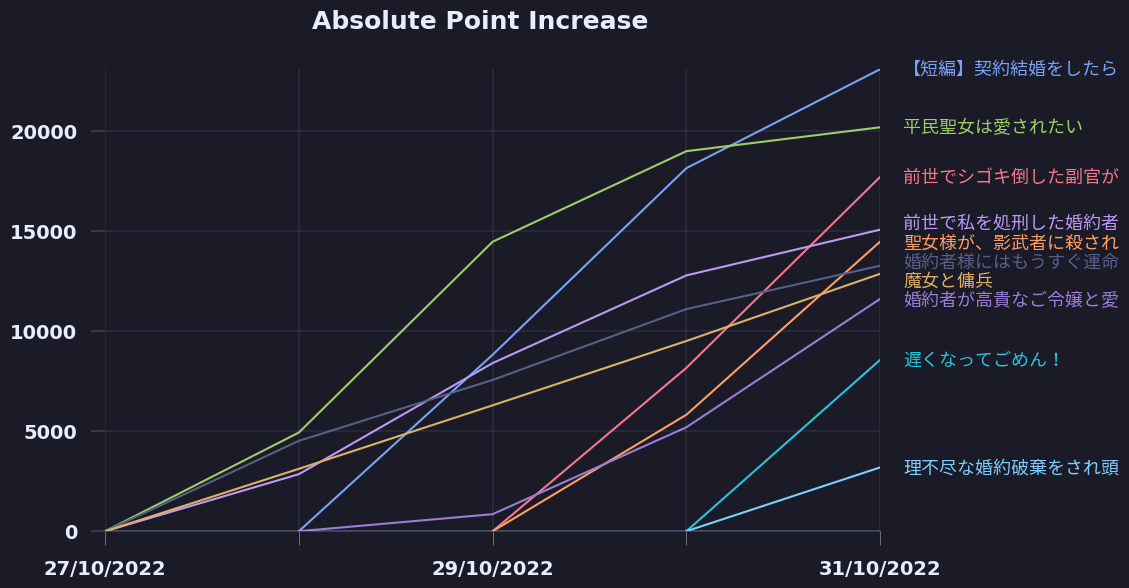 Absolute Point Increase
【短編】契約結婚をしたら
20000
平民聖女は愛されたい
前世でシゴキ倒した副官が
15000
前世で私を処刑した婚約者
聖女様が、影武者に殺され
婚約者様にはもうすぐ運命
魔女と傭兵
婚約者が高貴なご令嬢と愛
10000
遅くなってごめん！
5000
理不尽な婚約破棄をされ頭
0
27/10/2022
29/10/2022
31/10/2022